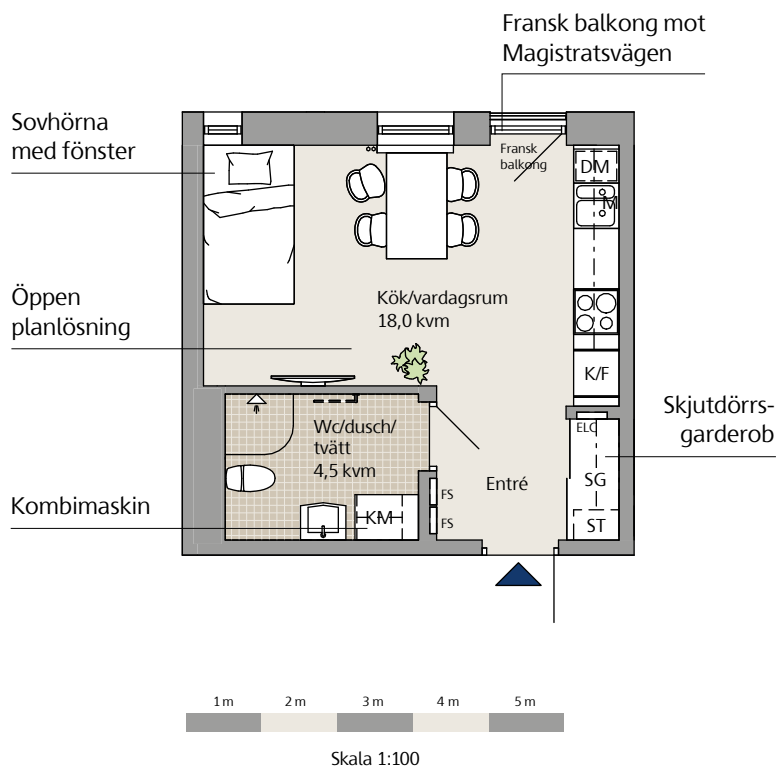 Fransk balkong mot
Magistratsvägen
Sovhörna
med fönster
Fransk
balkong
DM
M
Öppen
planlösning
Kök/vardagsrum
18,0 kvm
K/F
Skjutdörrs-
garderob
ELC
Wc/dusch/
tvätt
4,5 kvm
Entré
SG
Kombimaskin
KM
FS
FS
ST
1 m
2 m
3 m
4 m
5 m
Skala 1:100